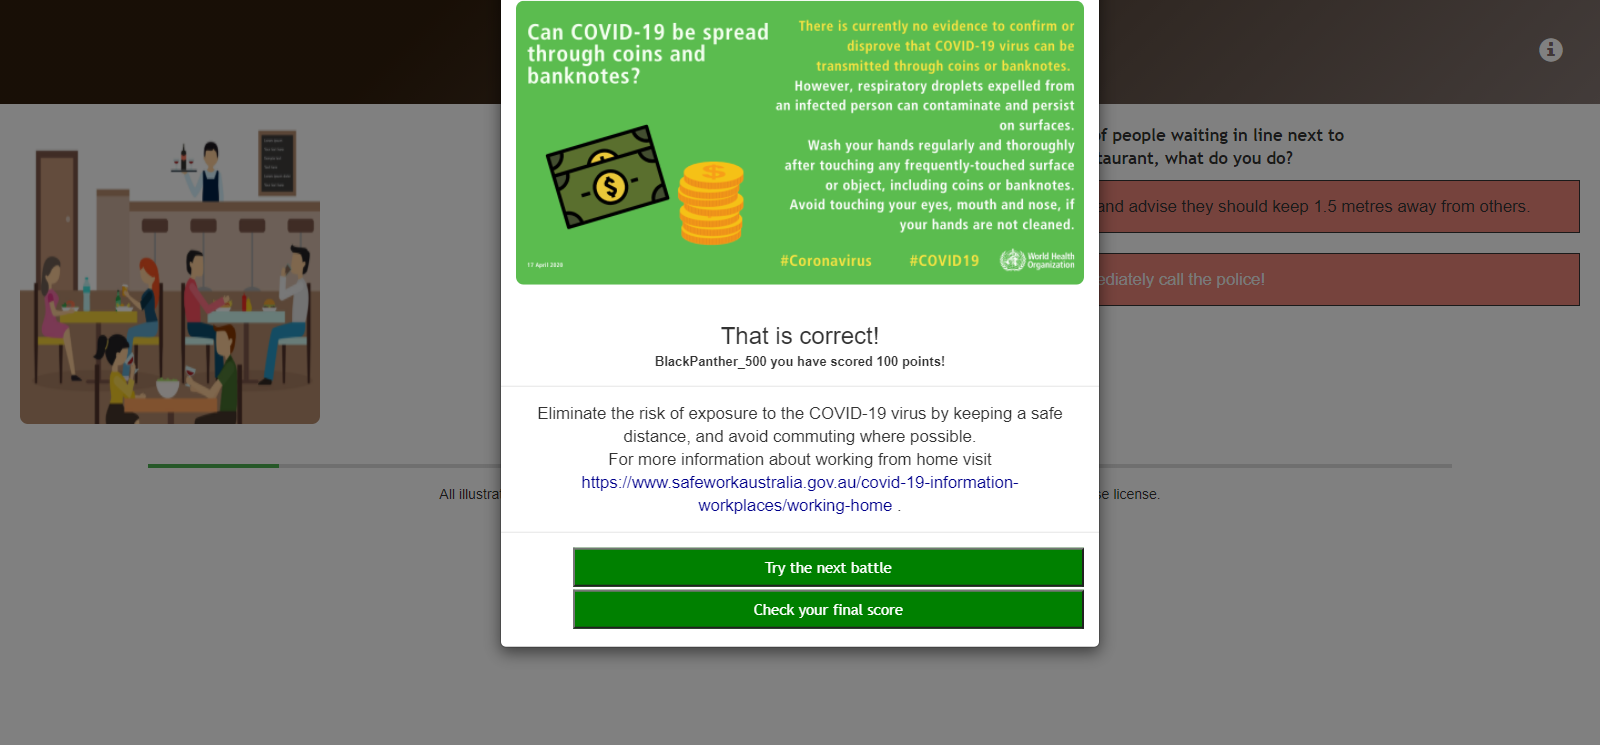 Can COVID-19 be spread
through coins and
banknotes?
There is currently no evidence to confirm or
disprove that COVID-19 virus can be
transmitted through coins or banknotes.
However, respiratory droplets expelled from
an infected person can contaminate and persist
on surfaces.
Wash your hands regularly and thoroughly
after touching any frequently-touched surface
or object, including coins or banknotes.
Avoid touching your eyes, mouth and nose, if
your hands are not cleaned.
17 April 2020
#Coronavirus #COVID19
World Health
Organization
people waiting in line next to
what do you do?
and advise they should keep 1.5 metres away from others.
call the police!
That is correct!
BlackPanther_500 you have scored 100 points!
Eliminate the risk of exposure to the COVID-19 virus by keeping a safe
distance, and avoid commuting where possible.
For more information about working from home visit
https://www.safeworkaustralia.gov.au/covid-19-information-
workplaces/working-home .
Try the next battle
Check your final score
All
license.